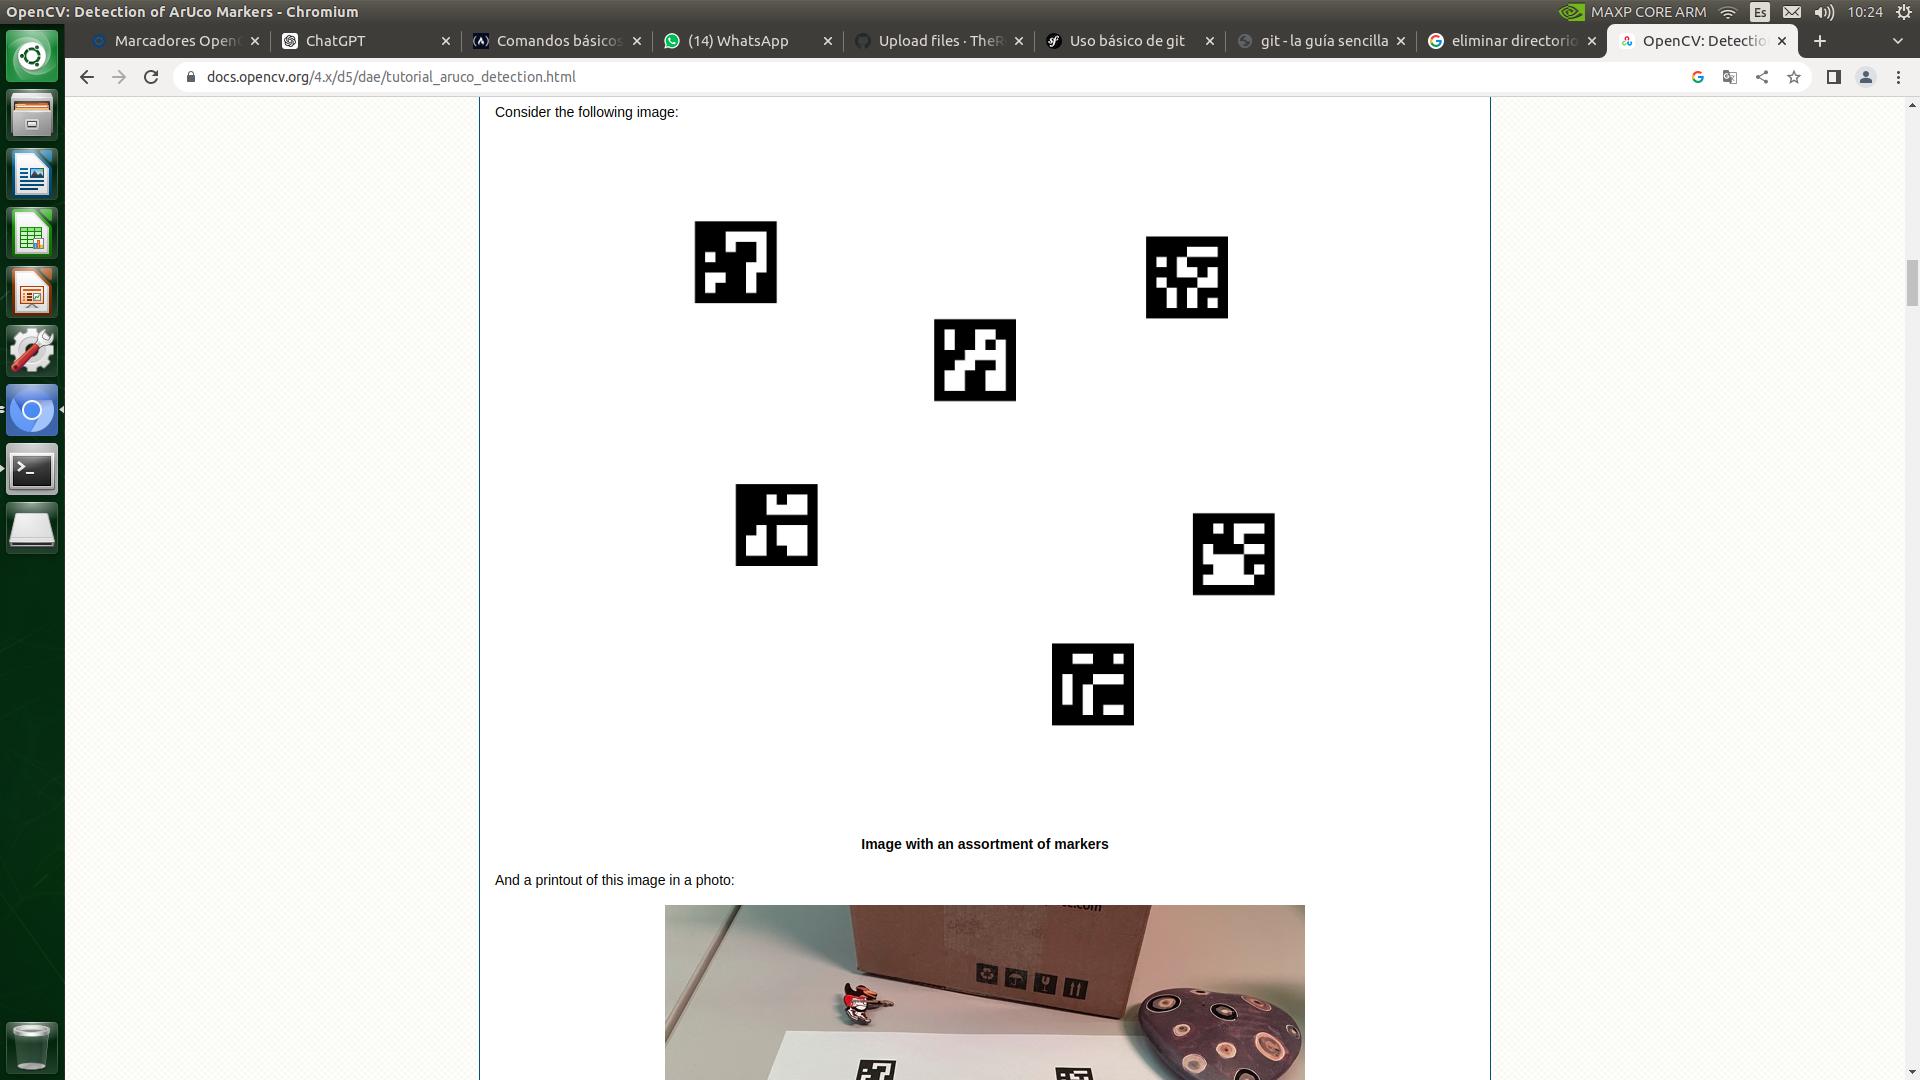 OpenCV: Detection of ArUco Markers - Chromium
MAXP CORE ARM
Es
10:24
Marcadores Open
ChatGPT
Comandos básicos
(14) WhatsApp
Upload files · TheR
Uso básico de git
git - la guía sencilla
eliminar directorio
OpenCV: Detectio
docs.opencv.org/4.x/d5/dae/tutorial_aruco_detection.html
Consider the following image:
Image with an assortment of markers
And a printout of this image in a photo: